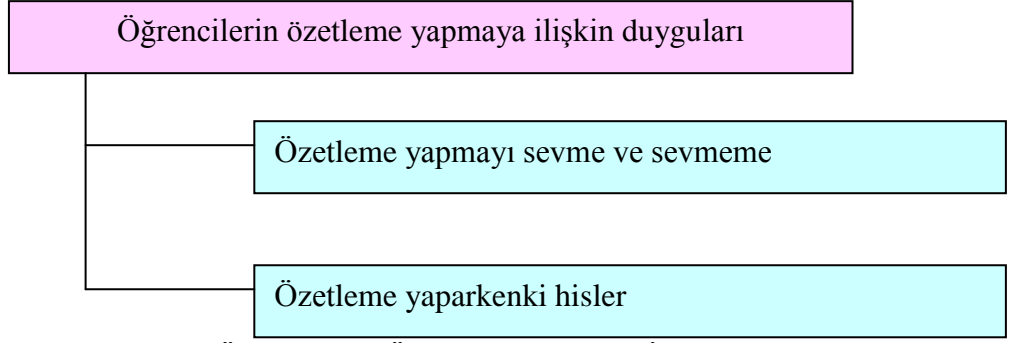 Öğrencilerin özetleme yapmaya ilişkin duyguları
Özetleme yapmayı sevme ve sevmeme
Özetleme yaparkenki hisler